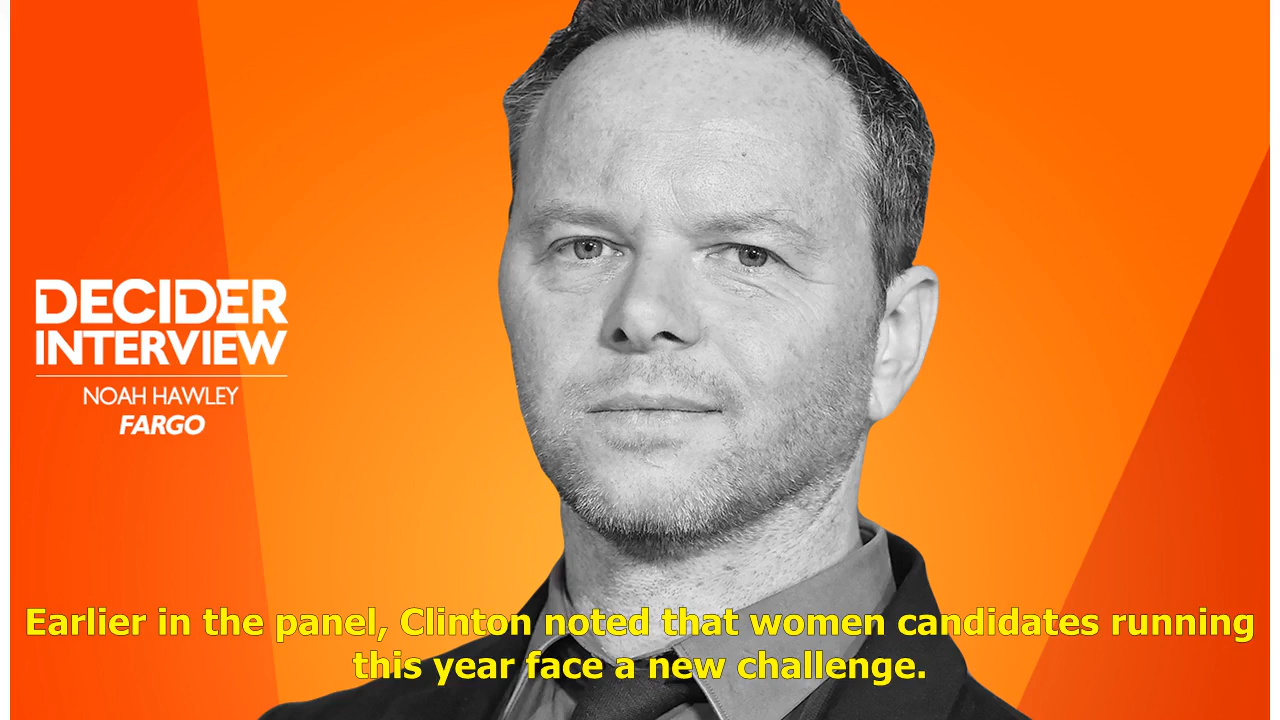 DECIDER
INTERVIEW
NOAH HAWLEY
FARGO
Earlier in the panel, Clinton noted that women candidates running
this year face a new challenge.